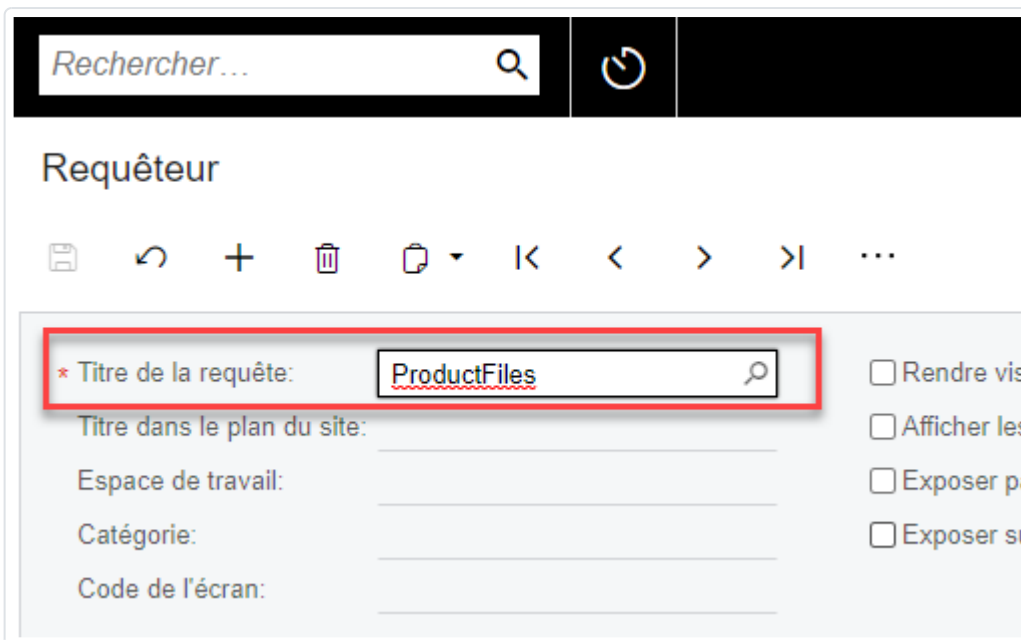 Rechercher...
Requêteur
* Titre de la requête: ProductFiles Rendre vis
Titre dans le plan du site: Afficher les
Espace de travail: Exposer pa
Catégorie: Exposer su
Code de l'écran: